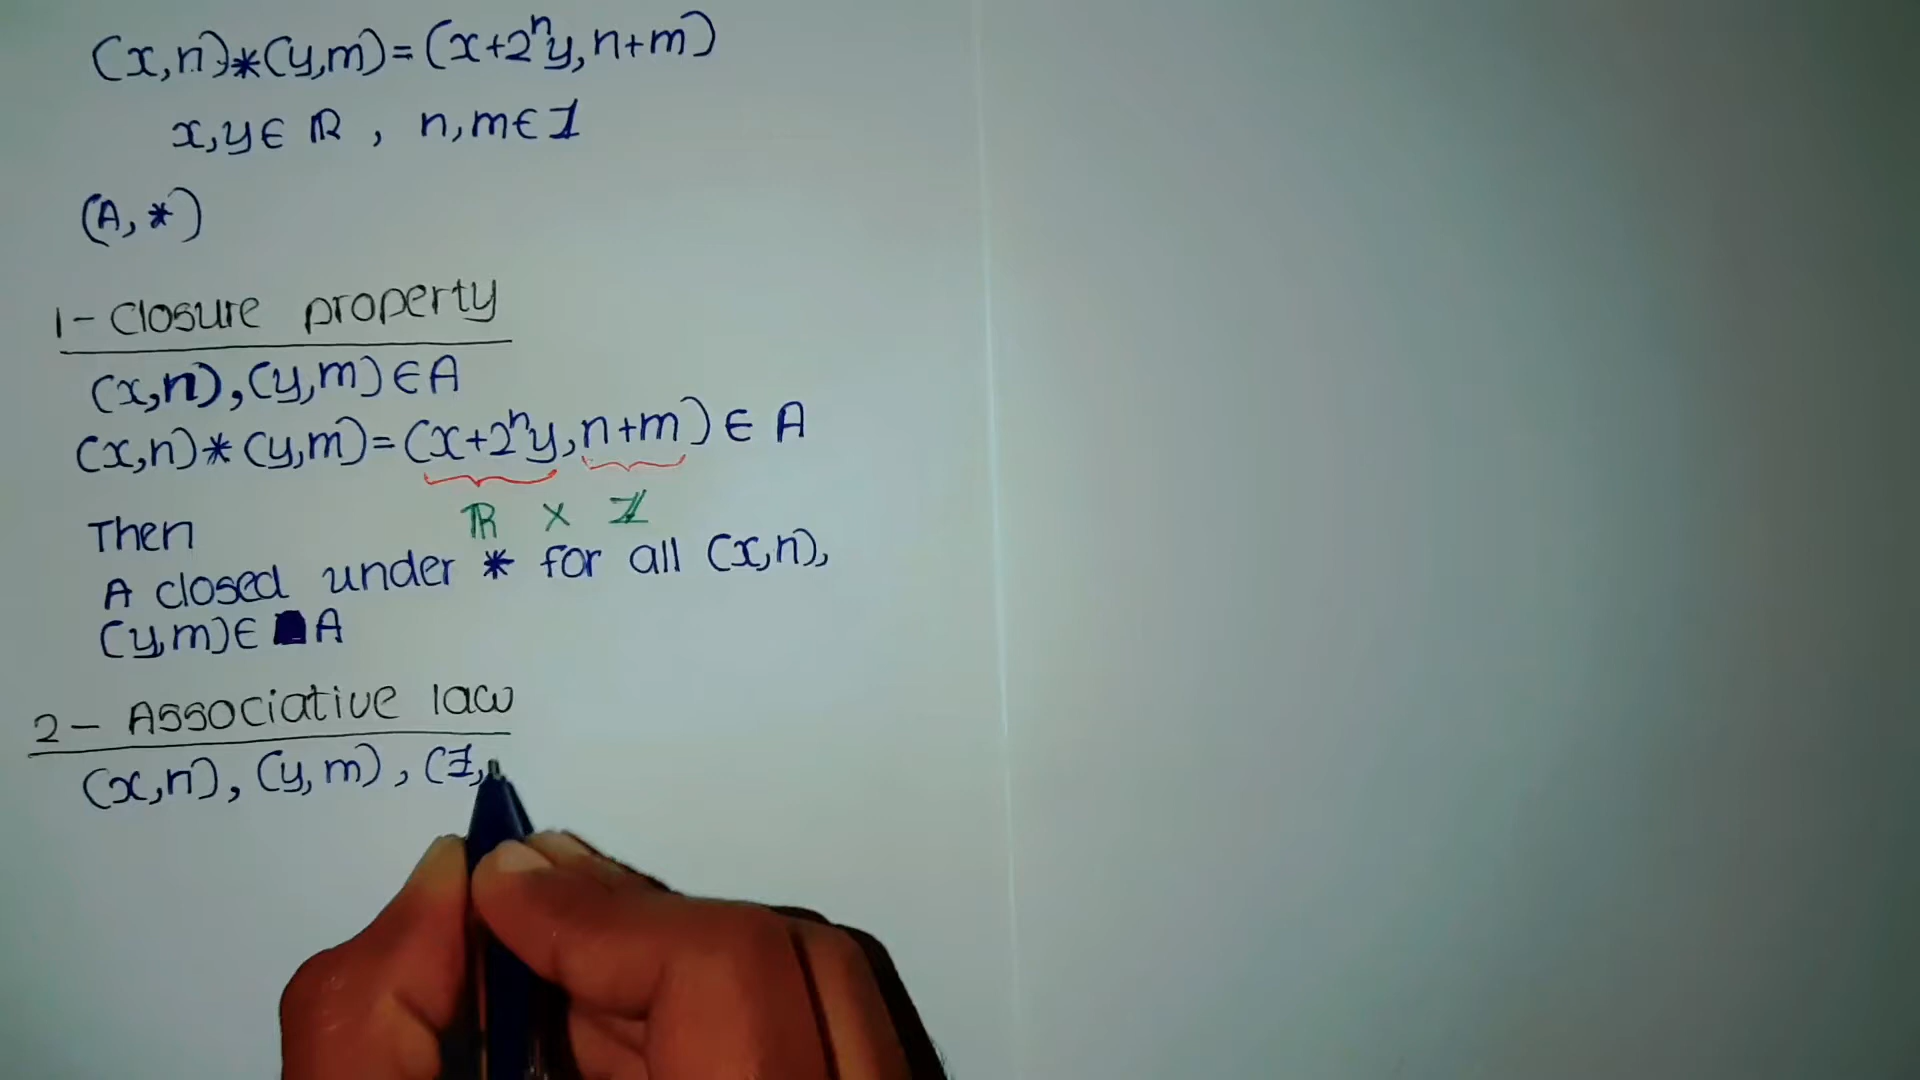 (x,n)*(y,m)=(x+2ⁿy,n+m)
x,y∈ℝ , n,m∈ℤ
(A,*)
1- Closure property
(x,n),(y,m)∈A
(x,n)*(y,m)=(x+2ⁿy,n+m)∈ A
ℝ × ℤ
Then
A closed under * for all (x,n),
(y,m)∈ A
2- Associative law
(x,n),(y,m),(z,